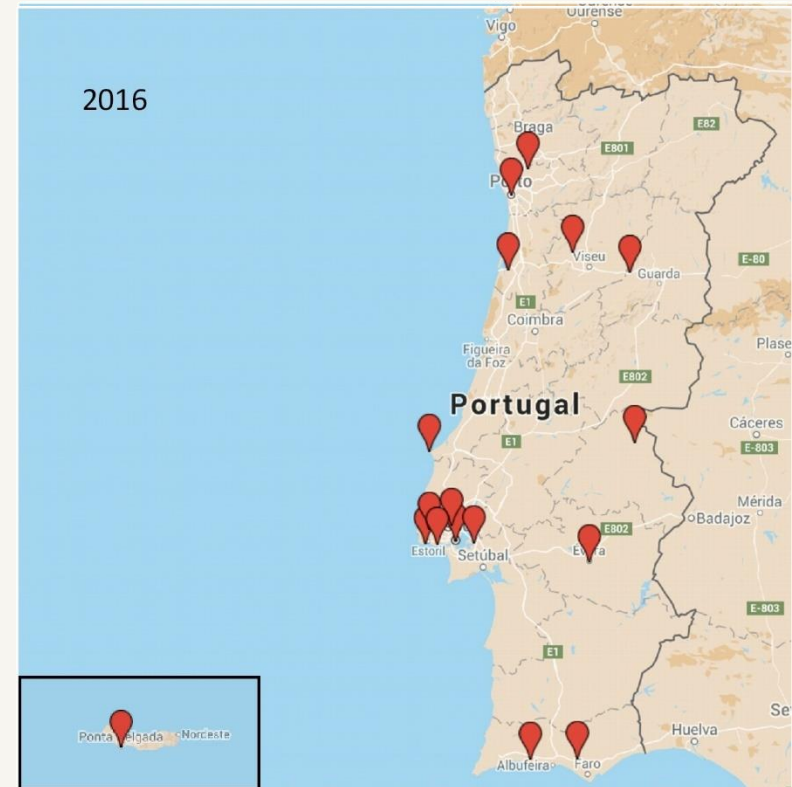 Vigo
Ourense
2016
Braga
E82
E801
Porto
Viseu
E-80
Guarda
E1
Coimbra
Figueira
da Foz
Plase
E802
Portugal
Cáceres
E1
E-803
Mérida
Badajoz
E802
Estoril
Setúbal
Évora
E-803
E1
Se
Ponta Delgada
Nordeste
Huelva
Albufeira
Faro